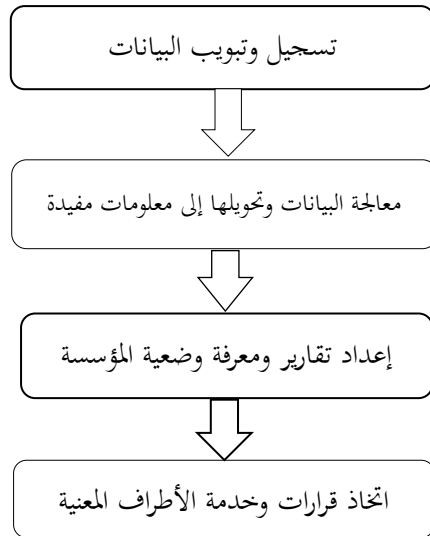 تسجيل وتبويب البيانات
معالجة البيانات وتحويلها إلى معلومات مفيدة
إعداد تقارير ومعرفة وضعية المؤسسة
اتخاذ قرارات وخدمة الأطراف المعنية